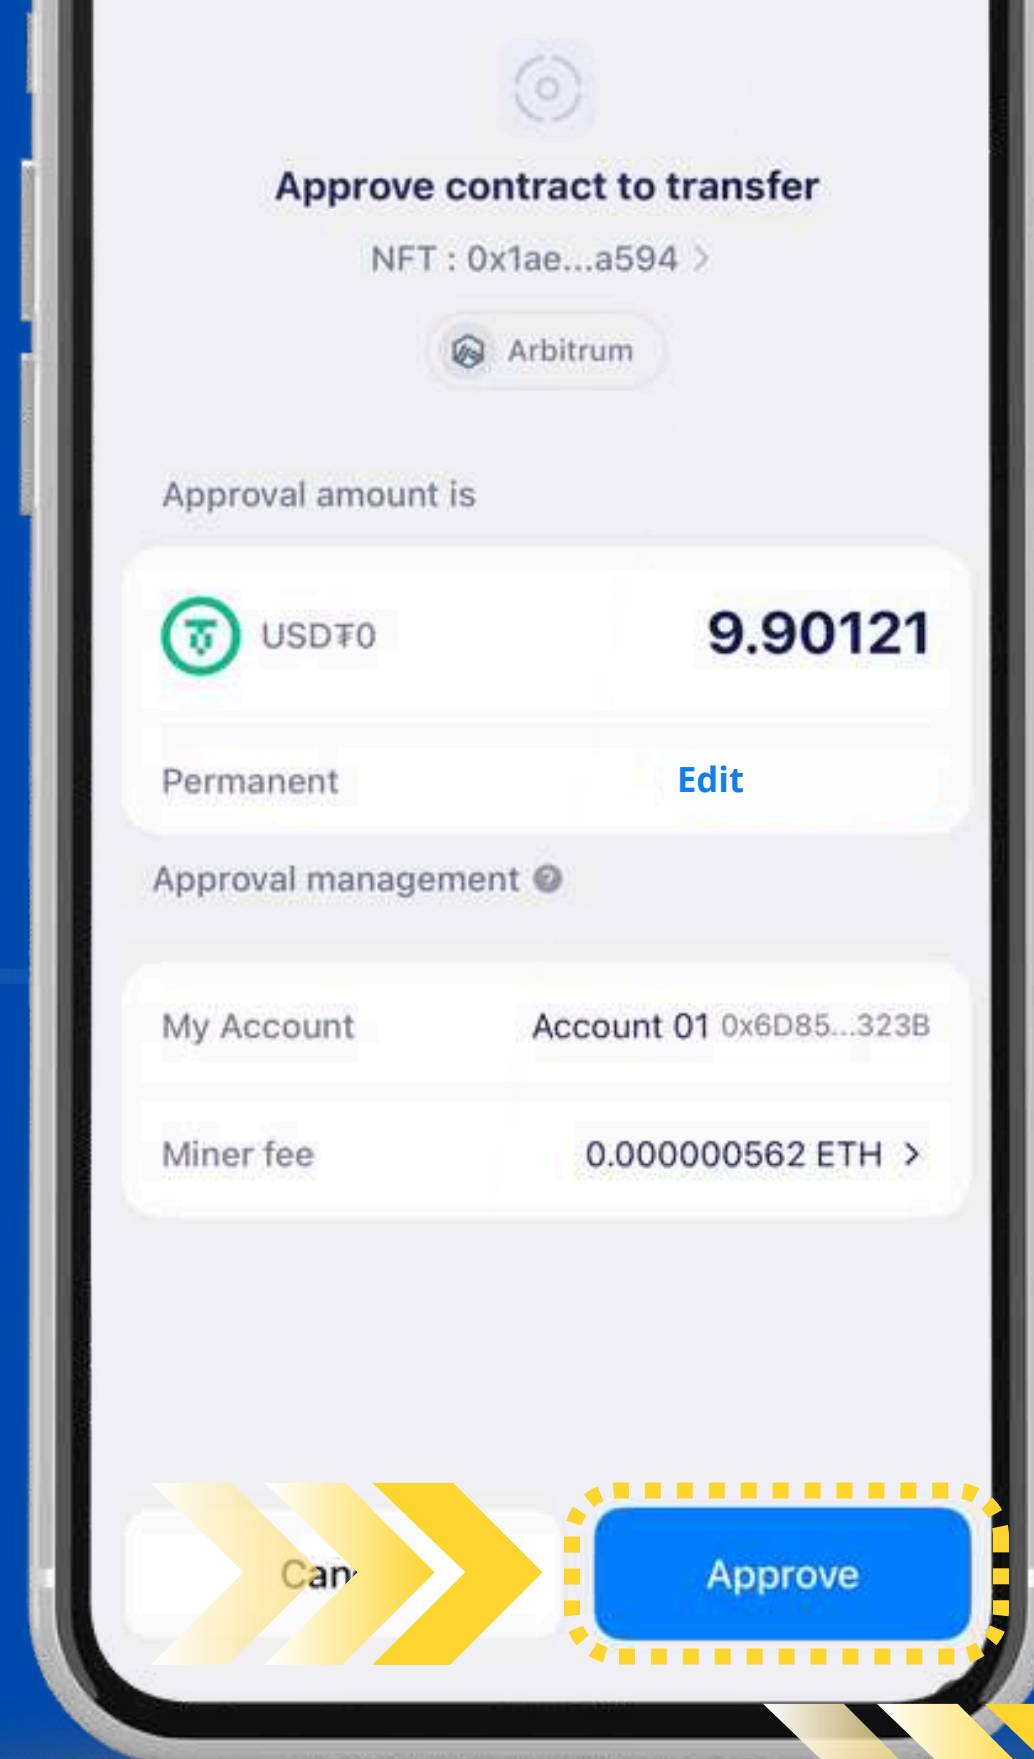 Approve contract to transfer
NFT : 0x1ae...a594 >
Arbitrum
Approval amount is
USD₮0 9.90121
Permanent Edit
Approval management ?
My Account Account 01 0x6D85...323B
Miner fee 0.000000562 ETH >
Approve